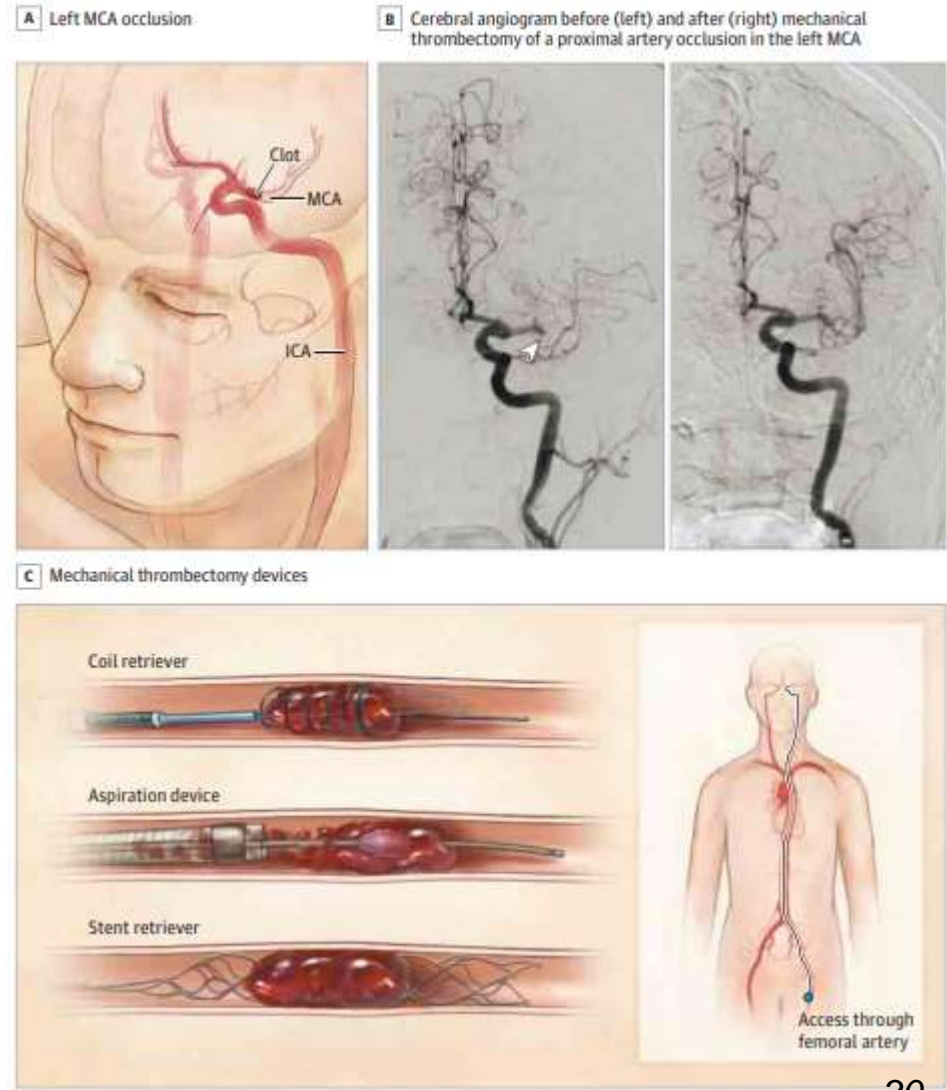 A Left MCA occlusion
B Cerebral angiogram before (left) and after (right) mechanical
thrombectomy of a proximal artery occlusion in the left MCA
Clot
MCA
ICA
C Mechanical thrombectomy devices
Coil retriever
Aspiration device
Stent retriever
Access through
femoral artery